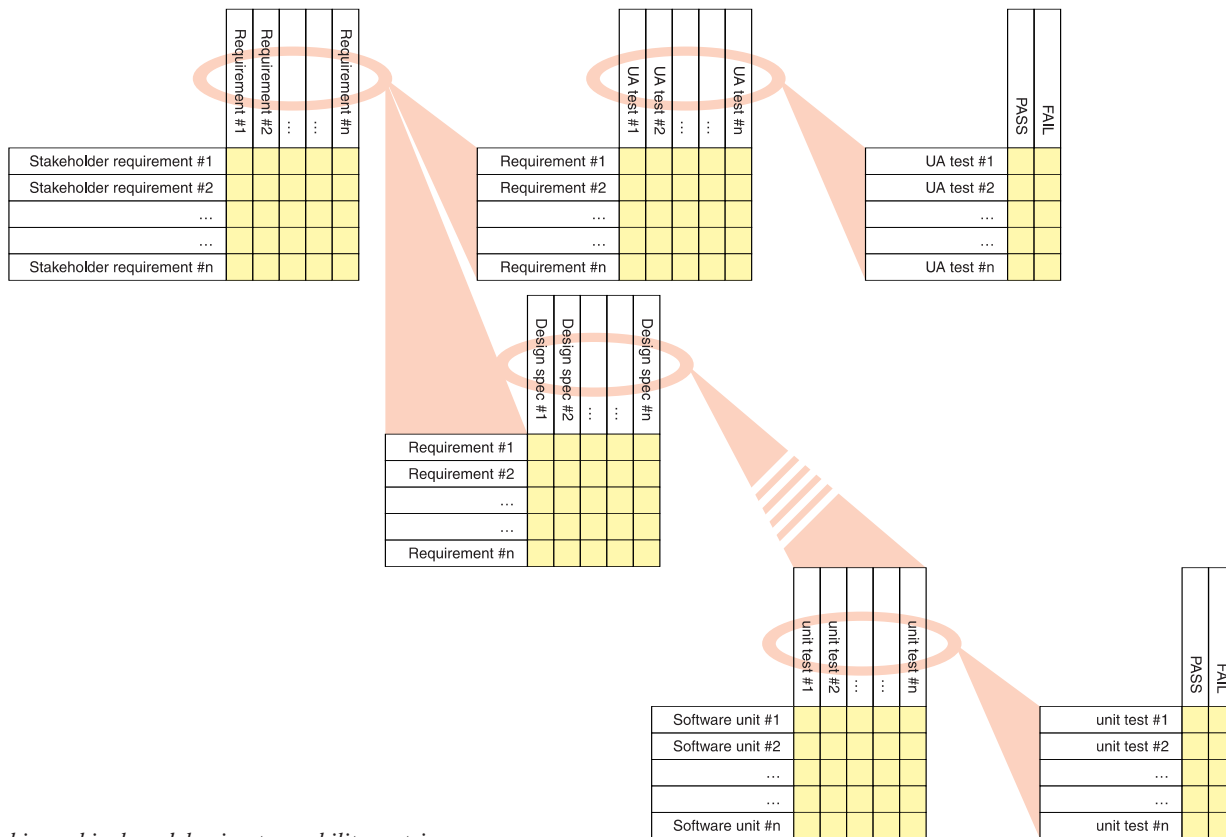 Requirement #1
Requirement #2
…
…
Requirement #n
Stakeholder requirement #1
Stakeholder requirement #2
…
…
Stakeholder requirement #n
UA test #1
UA test #2
…
…
UA test #n
Requirement #1
Requirement #2
…
…
Requirement #n
PASS
FAIL
UA test #1
UA test #2
…
…
UA test #n
Design spec #1
Design spec #2
…
…
Design spec #n
Requirement #1
Requirement #2
…
…
Requirement #n
unit test #1
unit test #2
…
…
unit test #n
Software unit #1
Software unit #2
…
…
Software unit #n
PASS
FAIL
unit test #1
unit test #2
…
…
unit test #n